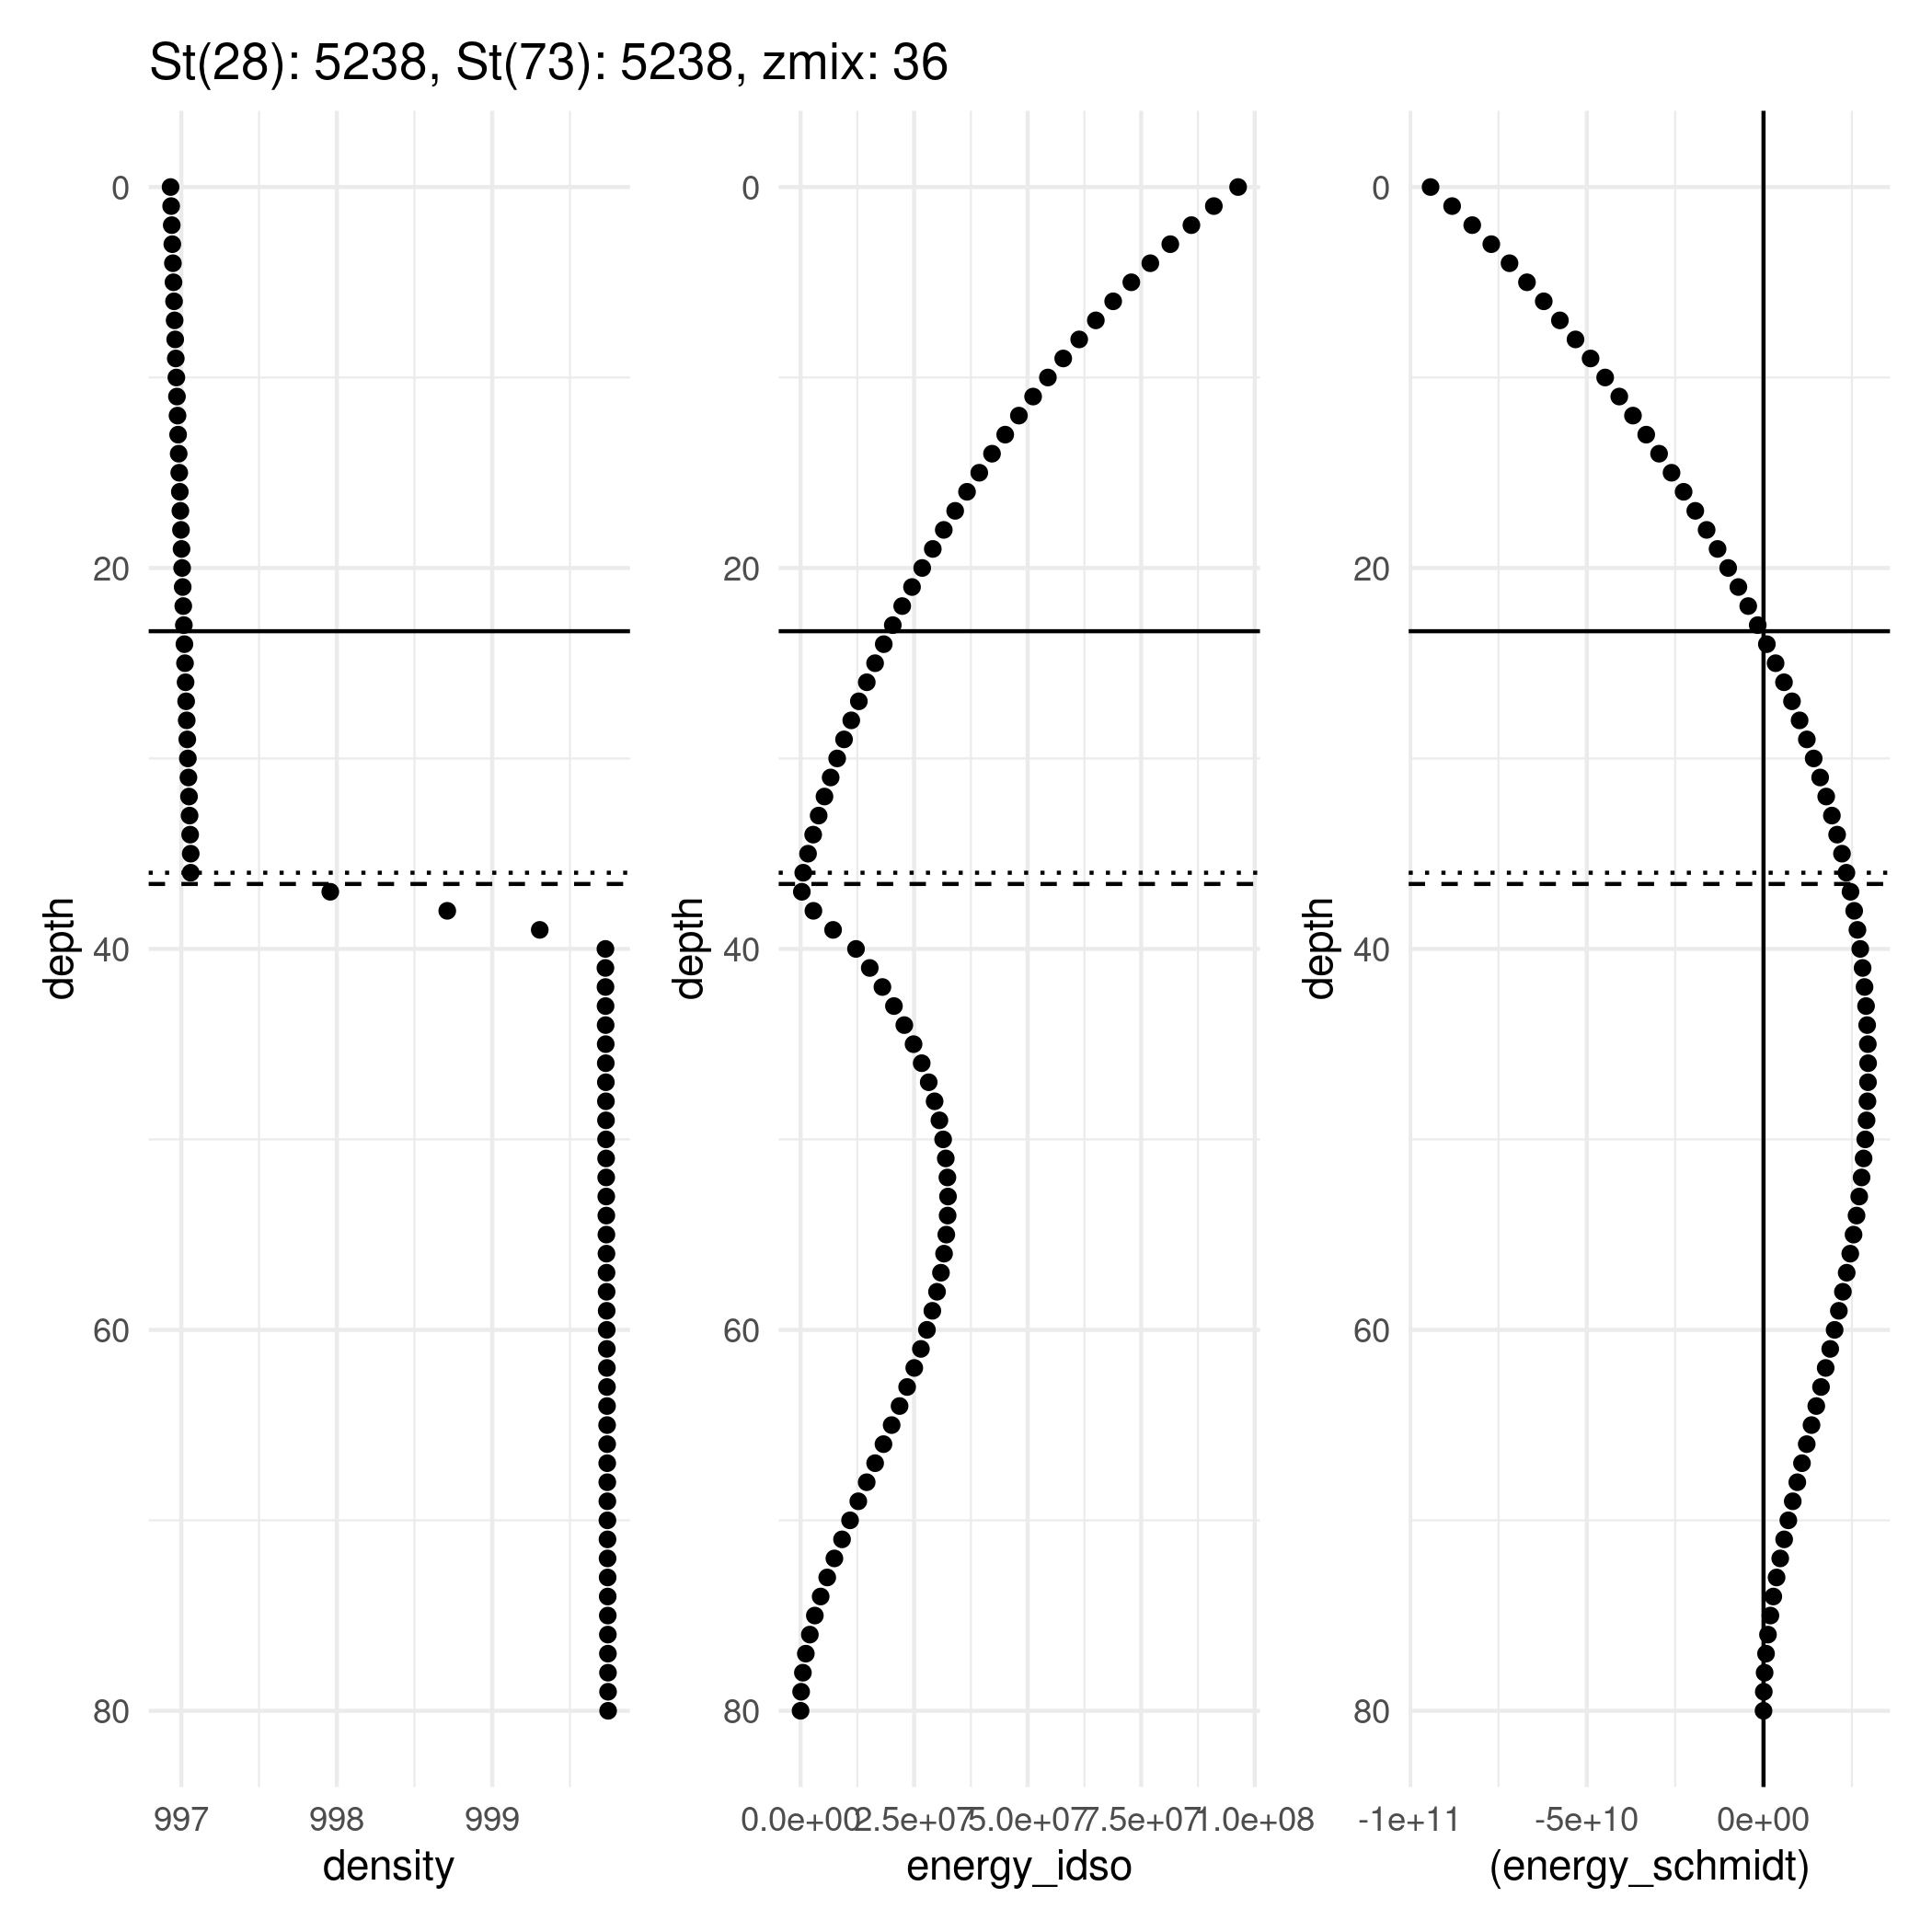 St(28): 5238, St(73): 5238, zmix: 36
0
20
40
60
80
depth
997
998
999
density
0
20
40
60
80
depth
0.0e+00
2.5e+07
5.0e+07
7.5e+07
1.0e+08
energy_idso
0
20
40
60
80
depth
-1e+11
-5e+10
0e+00
(energy_schmidt)